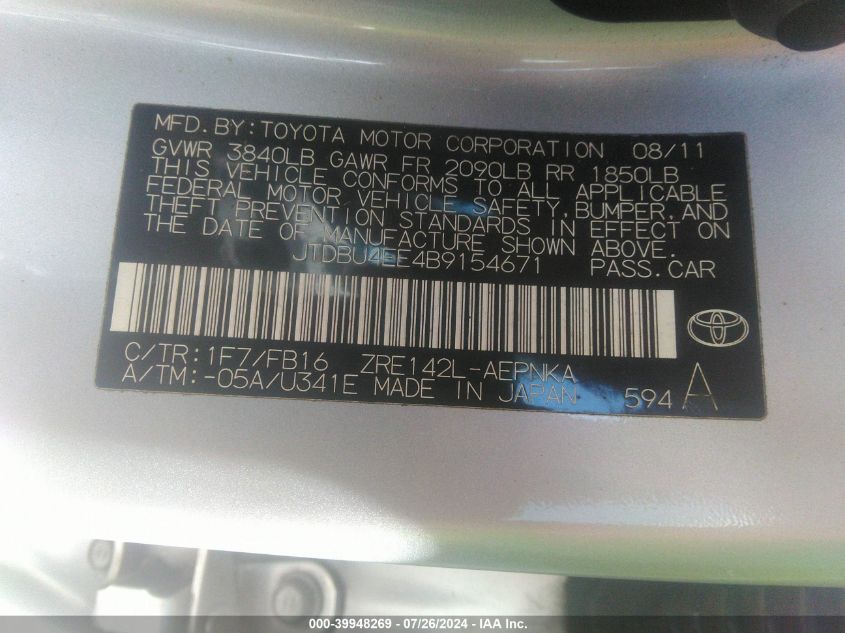 MFD.BY:TOYOTA MOTOR CORPORATION 08/11
GVWR 3840LB GAWR FR 2090LB RR 1850LB
THIS VEHICLE CONFORMS TO ALL APPLICABLE
FEDERAL MOTOR VEHICLE SAFETY,BUMPER,AND
THEFT PREVENTION STANDARDS IN EFFECT ON
THE DATE OF MANUFACTURE SHOWN ABOVE.
JTDBU4EE4B9154671 PASS.CAR
C/TR:1F7/FB16 ZRE142L-AEPNKA
A/TM:-05A/U341E MADE IN JAPAN 594 A
000-39948269 - 07/26/2024 - IAA Inc.